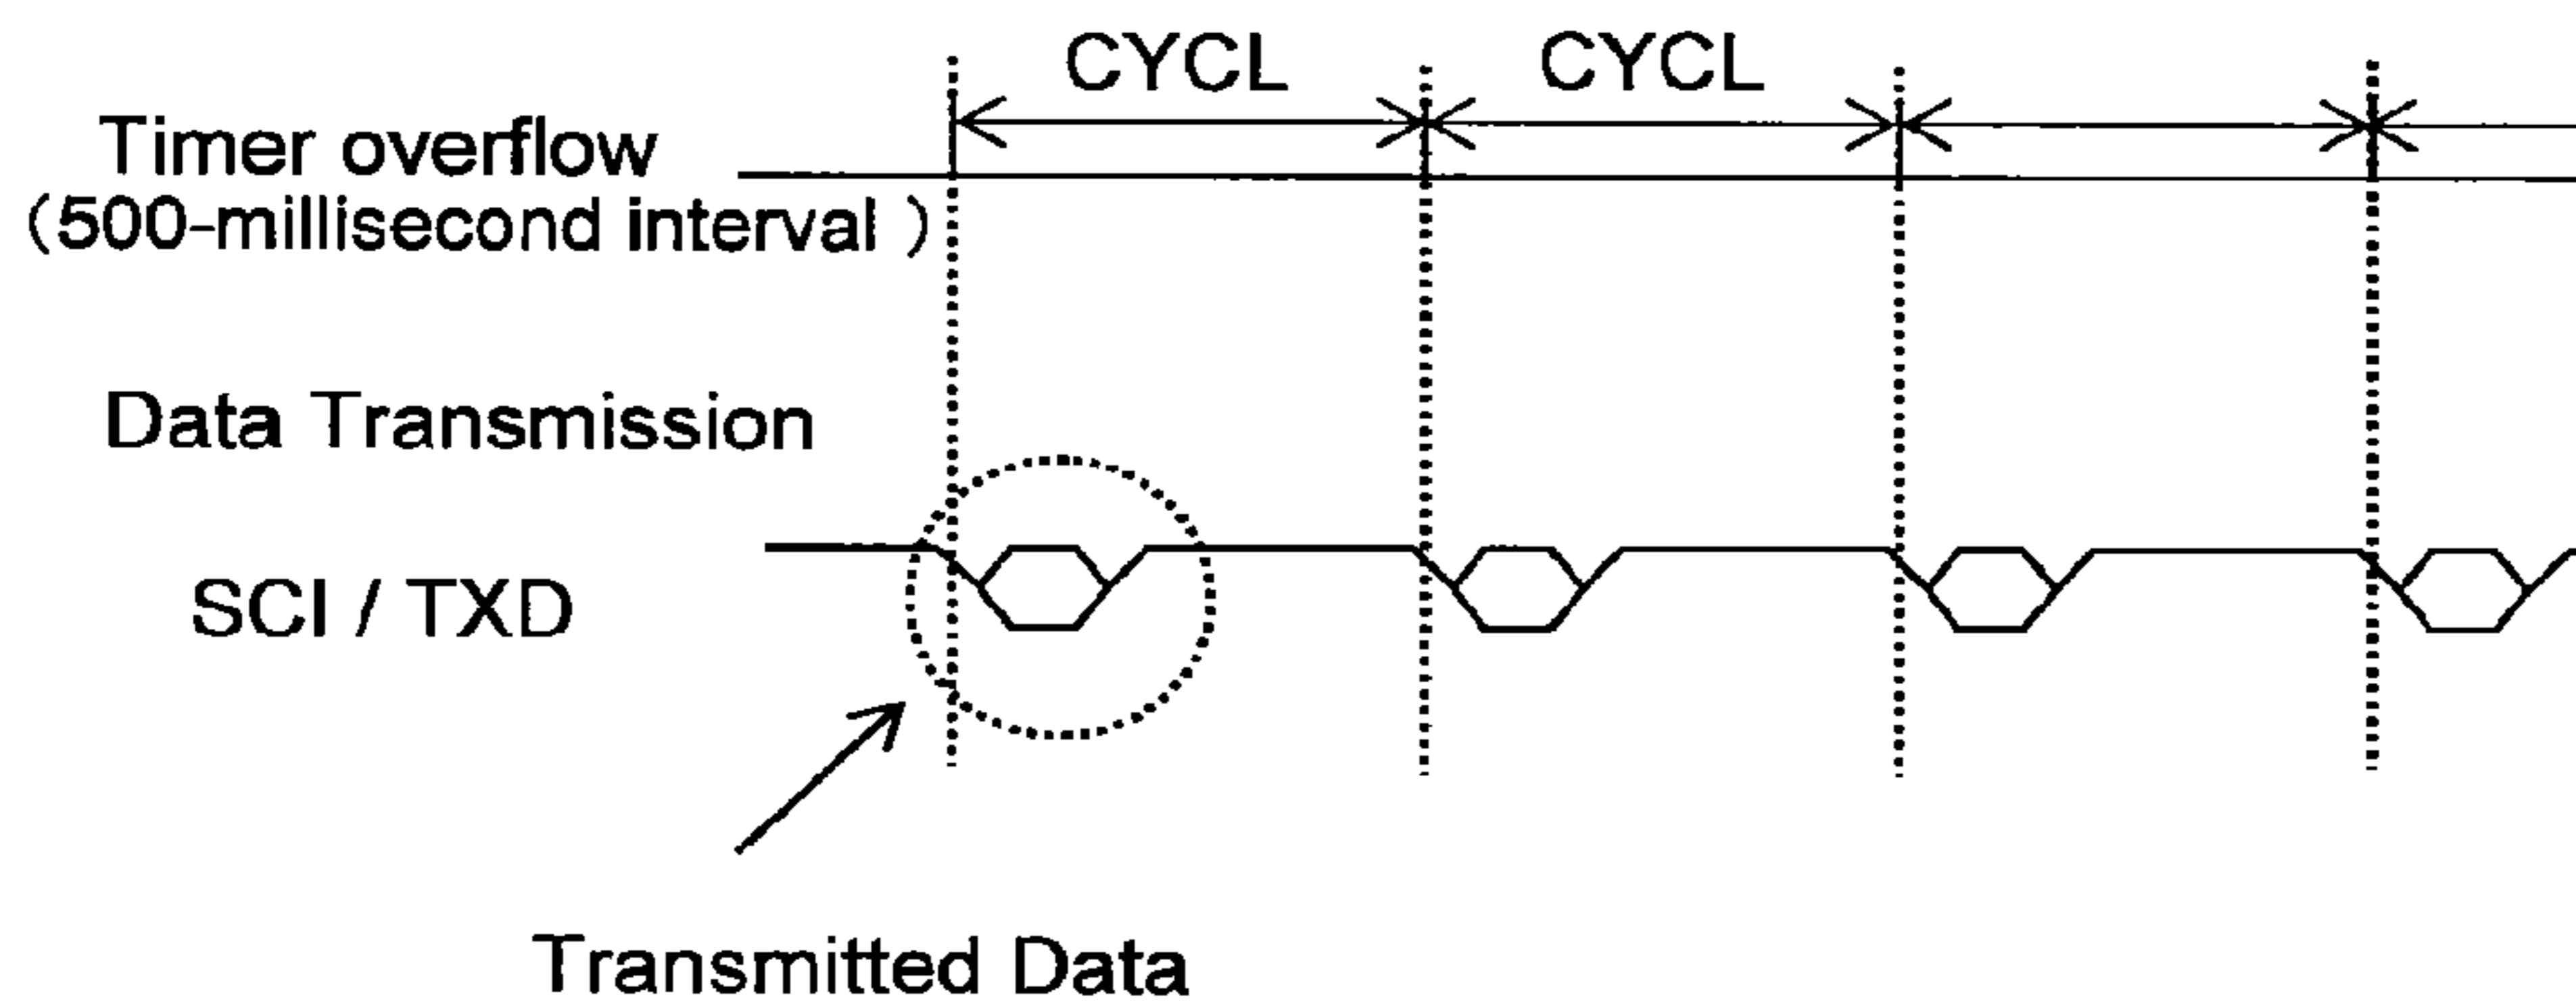 CYCL CYCL
Timer overflow
(500-millisecond interval )
Data Transmission
SCI / TXD
Transmitted Data